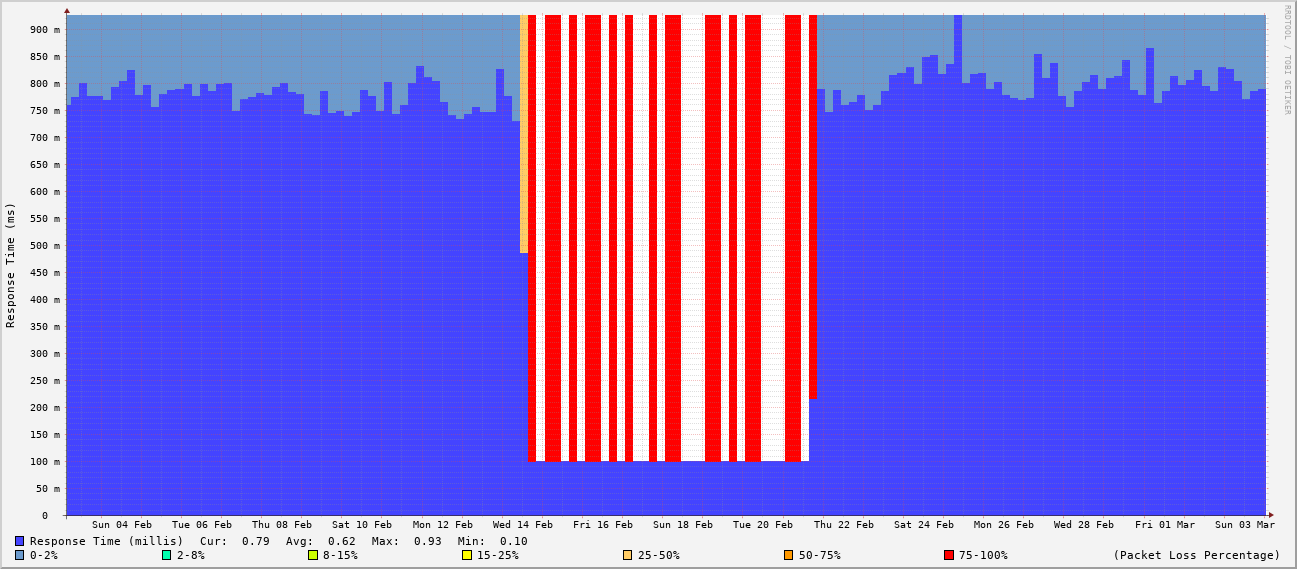 RRDTOOL / TOBI OETIKER
Response Time (ms)
900 m
850 m
800 m
750 m
700 m
650 m
600 m
550 m
500 m
450 m
400 m
350 m
300 m
250 m
200 m
150 m
100 m
50 m
0
Sun 04 Feb Tue 06 Feb Thu 08 Feb Sat 10 Feb Mon 12 Feb Wed 14 Feb Fri 16 Feb Sun 18 Feb Tue 20 Feb Thu 22 Feb Sat 24 Feb Mon 26 Feb Wed 28 Feb Fri 01 Mar Sun 03 Mar
Response Time (millis) Cur: 0.79 Avg: 0.62 Max: 0.93 Min: 0.10
0-2% 2-8% 8-15% 15-25% 25-50% 50-75% 75-100% (Packet Loss Percentage)